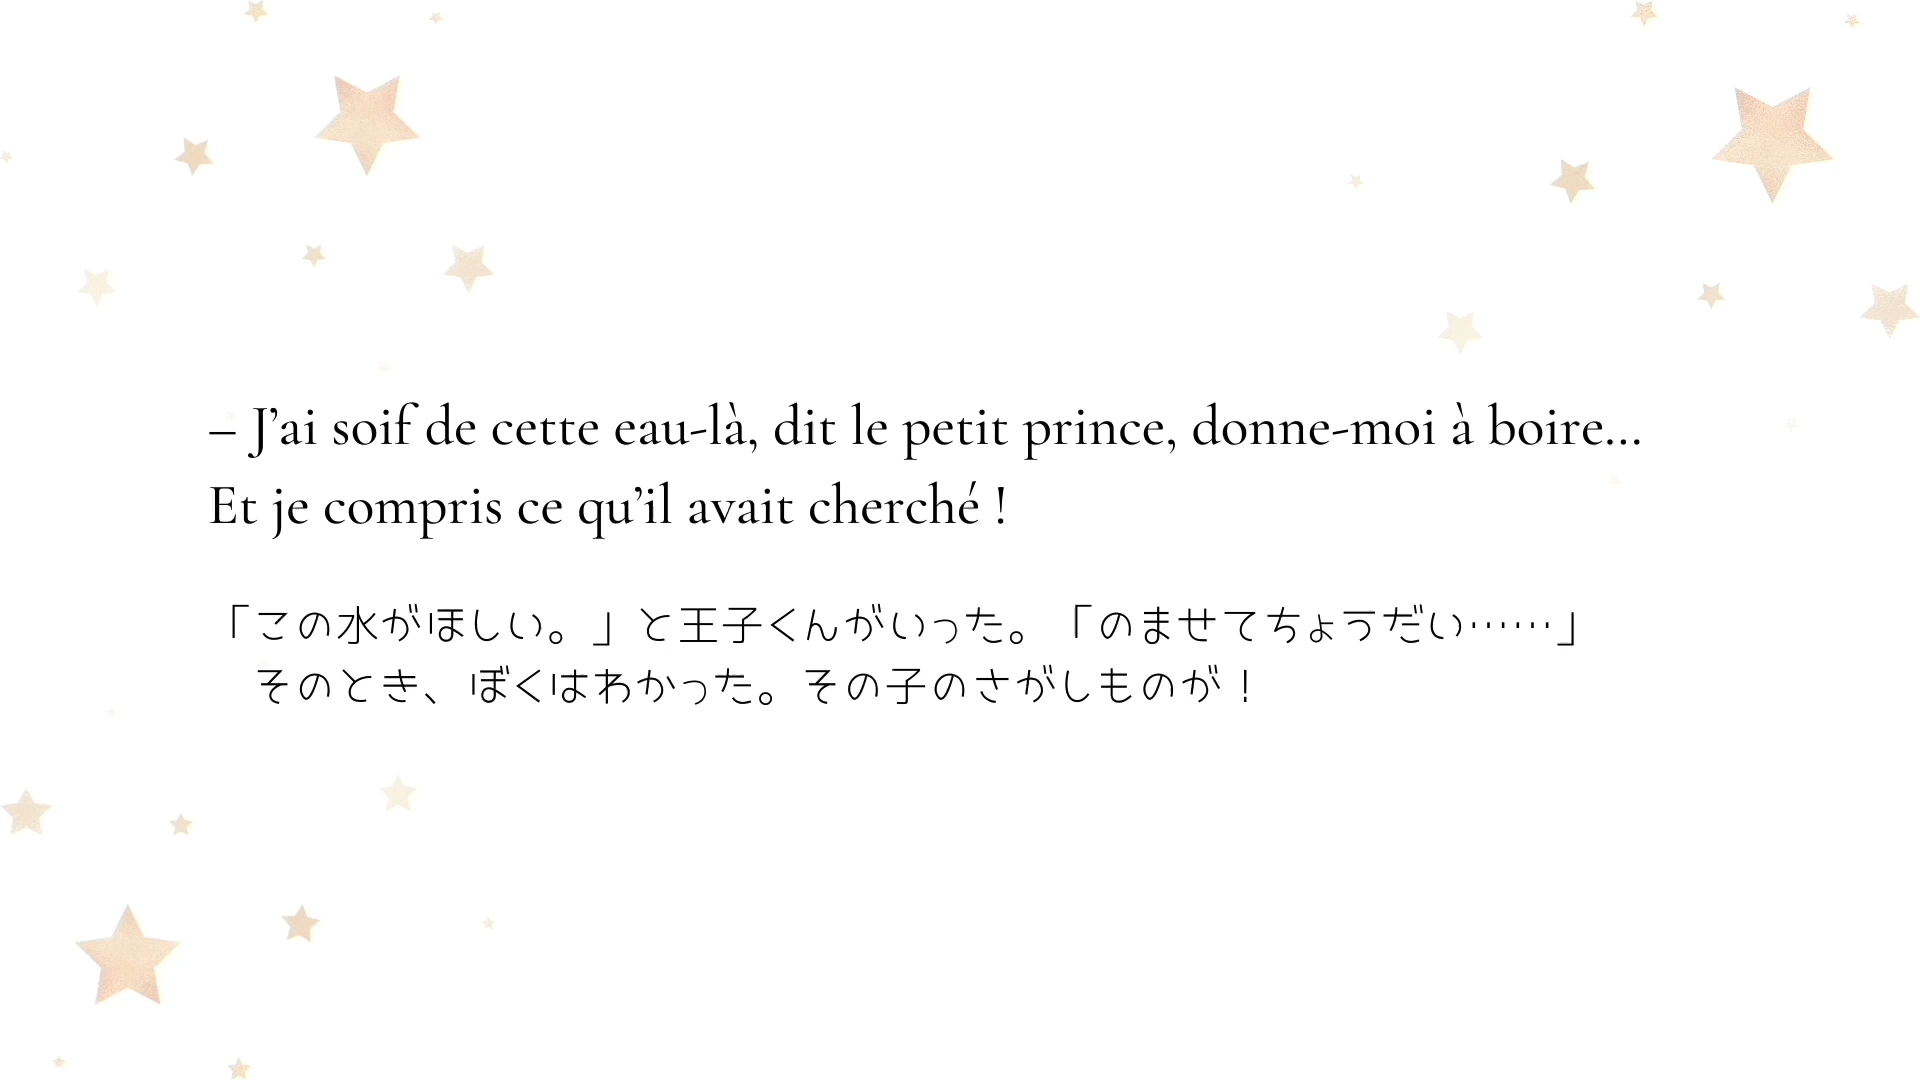 – J’ai soif de cette eau-là, dit le petit prince, donne-moi à boire…
Et je compris ce qu’il avait cherché !
「この水がほしい。」と王子くんがいった。「のませてちょうだい……」
　そのとき、ぼくはわかった。その子のさがしものが！